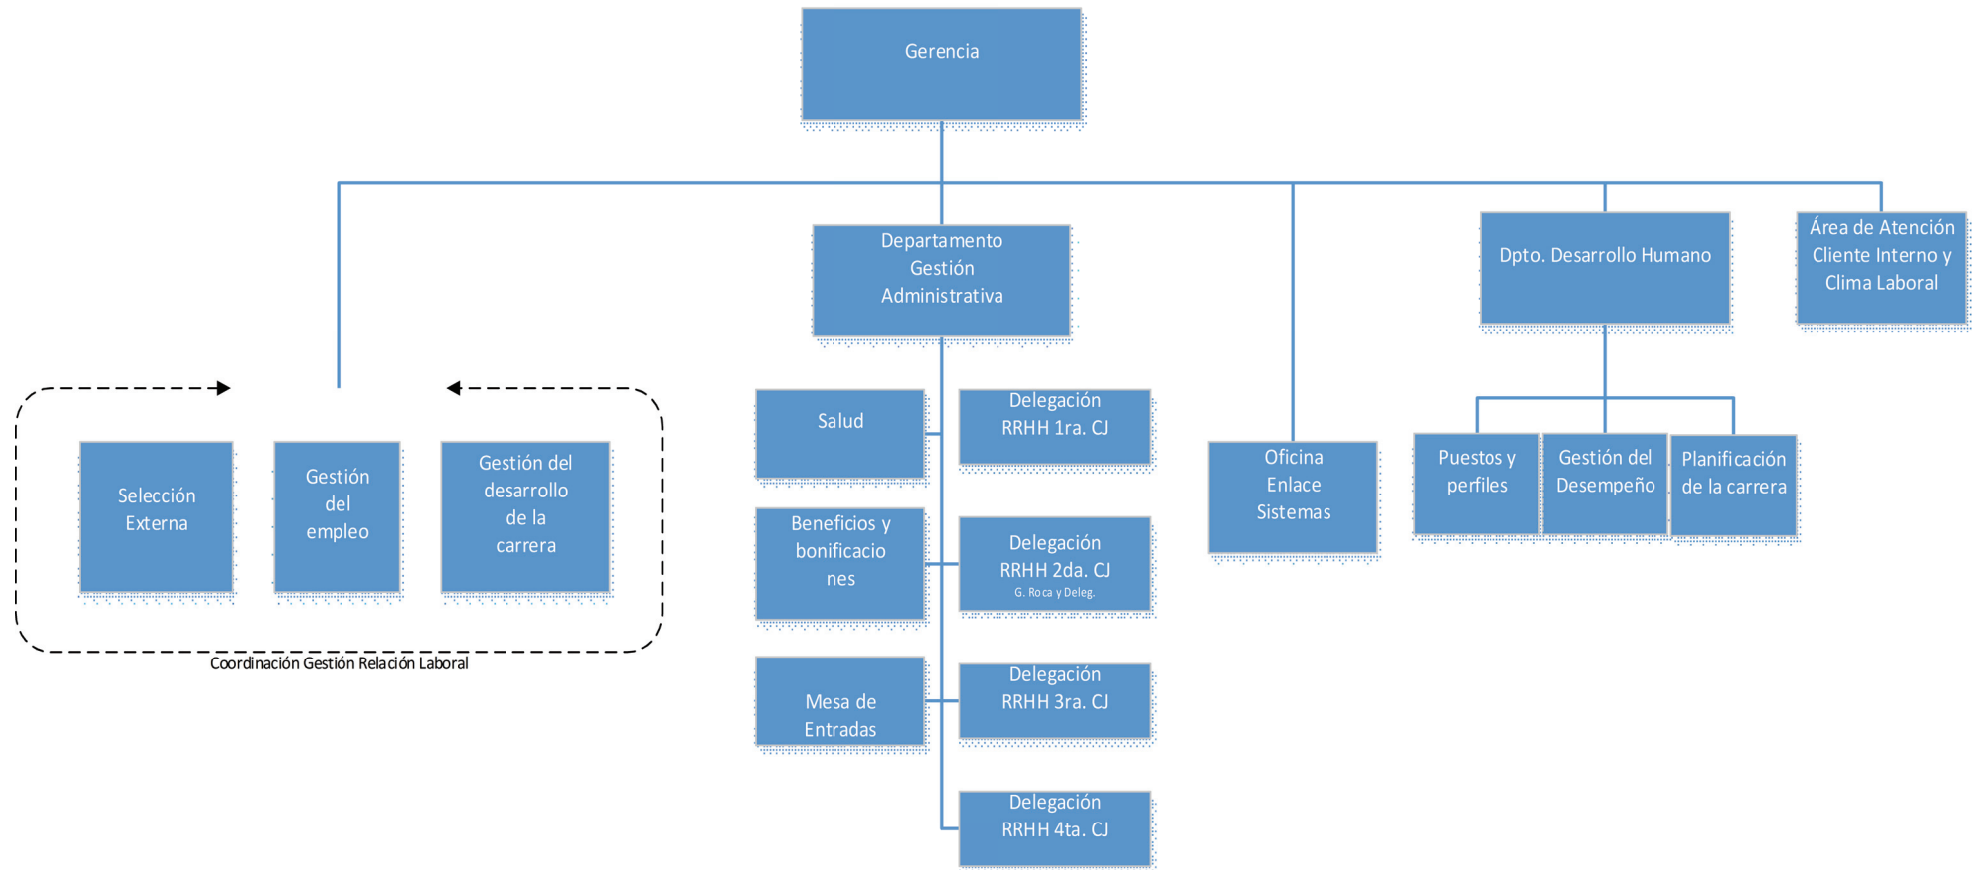 Gerencia
Departamento
Gestión
Administrativa
Dpto. Desarrollo Humano
Área de Atención
Cliente Interno y
Clima Laboral
Selección
Externa
Gestión
del
empleo
Gestión del
desarrollo
de la
carrera
Coordinación Gestión Relación Laboral
Salud
Delegación
RRHH 1ra. CJ
Beneficios y
bonificacio
nes
Delegación
RRHH 2da. CJ
G. Roca y Deleg.
Mesa de
Entradas
Delegación
RRHH 3ra. CJ
Delegación
RRHH 4ta. CJ
Oficina
Enlace
Sistemas
Puestos y
perfiles
Gestión del
Desempeño
Planificación
de la carrera